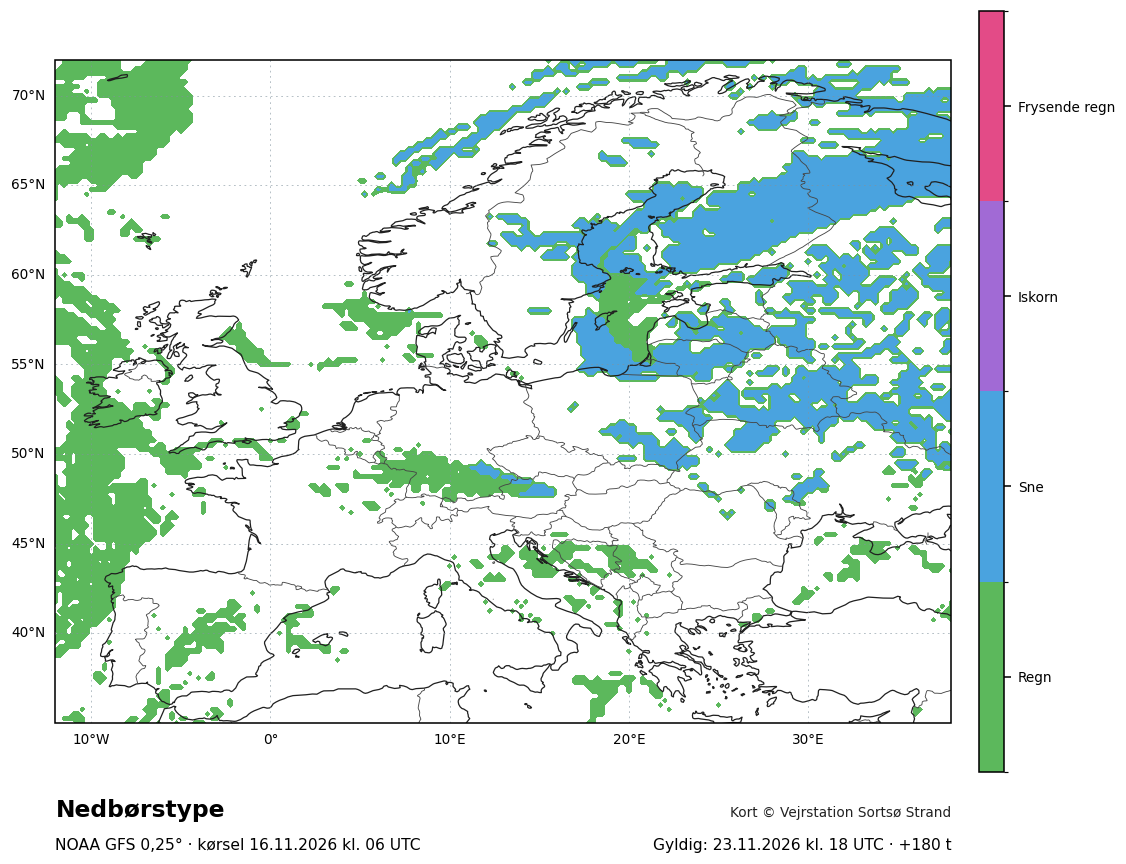 70°N
65°N
60°N
55°N
50°N
45°N
40°N
10°W
0°
10°E
20°E
30°E
Frysende regn
Iskorn
Sne
Regn
Nedbørstype
Kort © Vejrstation Sortsø Strand
NOAA GFS 0,25° · kørsel 16.11.2026 kl. 06 UTC
Gyldig: 23.11.2026 kl. 18 UTC · +180 t